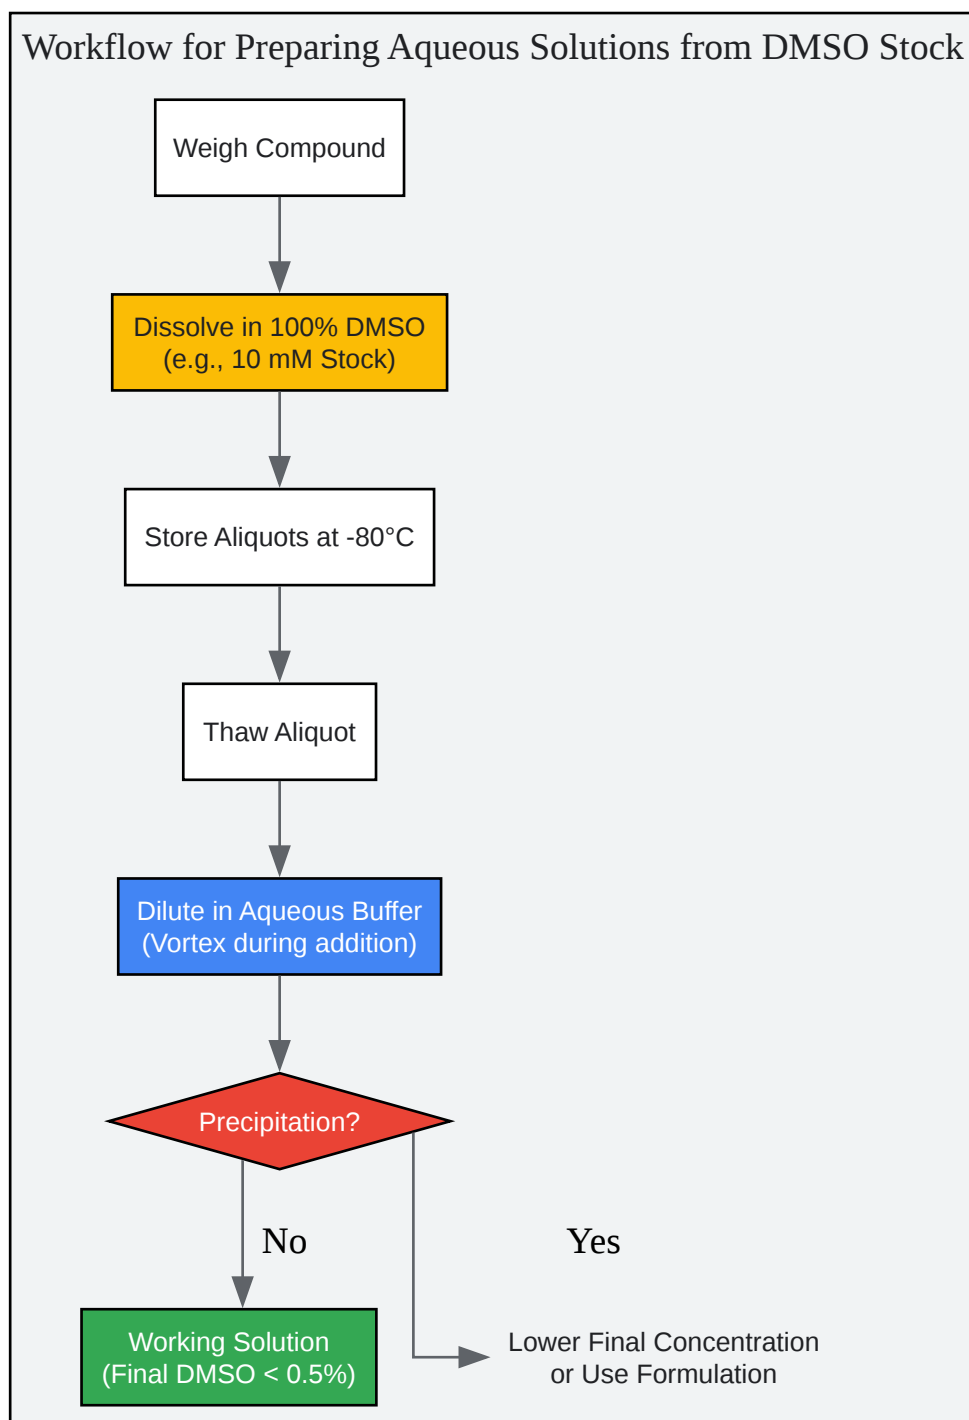 Workflow for Preparing Aqueous Solutions from DMSO Stock
Weigh Compound
Dissolve in 100% DMSO
(e.g., 10 mM Stock)
Store Aliquots at -80°C
Thaw Aliquot
Dilute in Aqueous Buffer
(Vortex during addition)
Precipitation?
No
Yes
Working Solution
(Final DMSO < 0.5%)
Lower Final Concentration
or Use Formulation